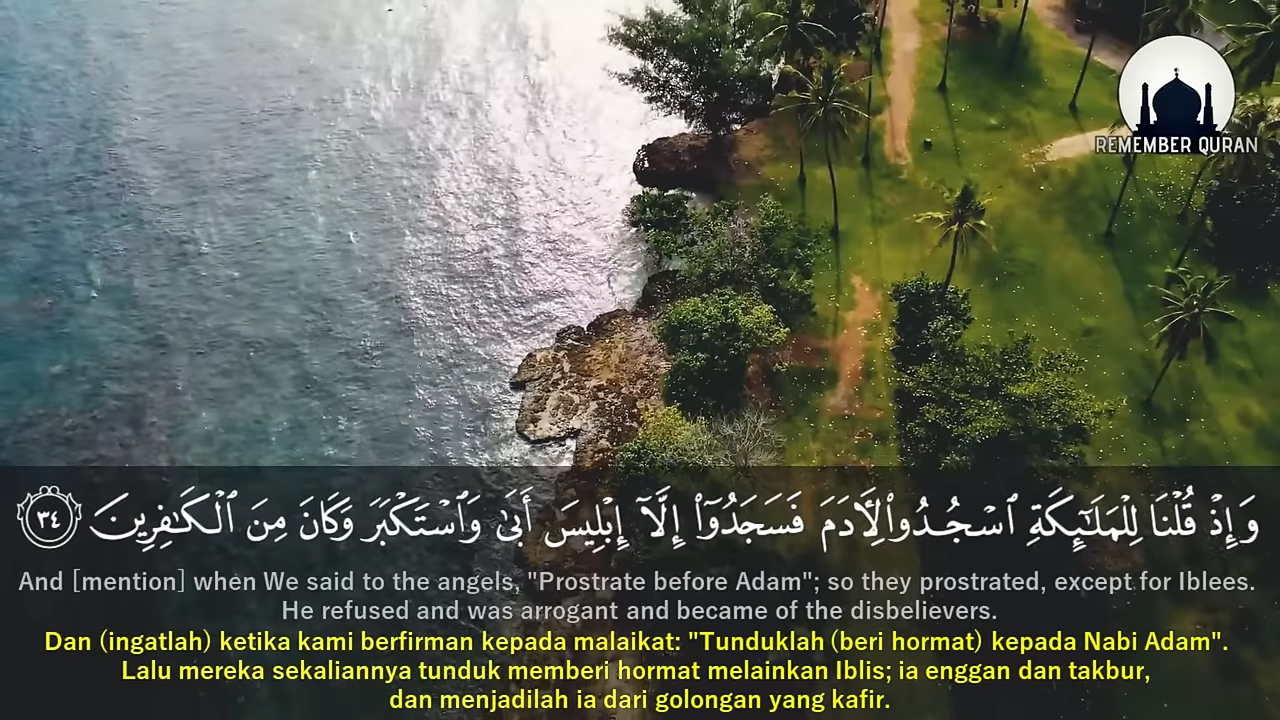 REMEMBER QURAN
وَإِذْ قُلْنَا لِلْمَلَـٰٓئِكَةِ ٱسْجُدُوا۟ لِـَٔادَمَ فَسَجَدُوٓا۟ إِلَّآ إِبْلِيسَ أَبَىٰ وَٱسْتَكْبَرَ وَكَانَ مِنَ ٱلْكَـٰفِرِينَ ٣٤
And [mention] when We said to the angels, "Prostrate before Adam"; so they prostrated, except for Iblees.
He refused and was arrogant and became of the disbelievers.
Dan (ingatlah) ketika kami berfirman kepada malaikat: "Tunduklah (beri hormat) kepada Nabi Adam".
Lalu mereka sekaliannya tunduk memberi hormat melainkan Iblis; ia enggan dan takbur,
dan menjadilah ia dari golongan yang kafir.